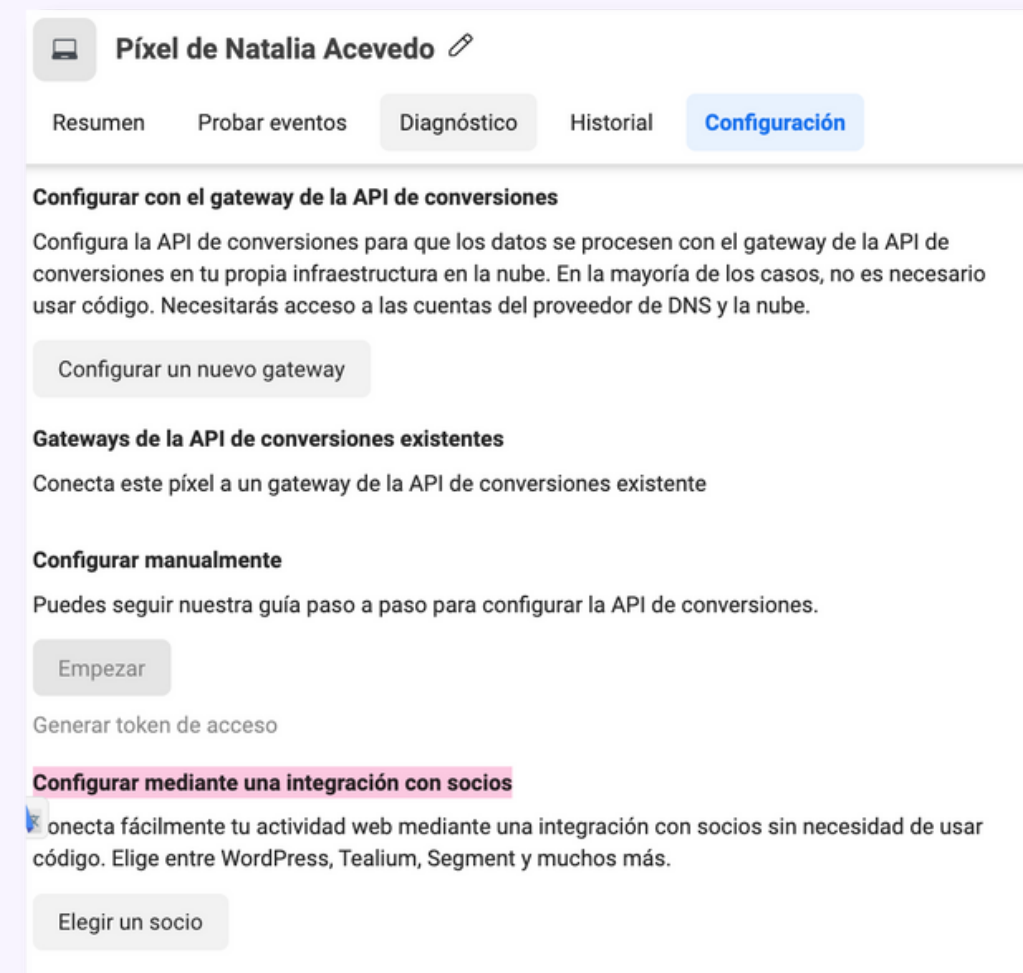 Píxel de Natalia Acevedo
Resumen Probar eventos Diagnóstico Historial Configuración
Configurar con el gateway de la API de conversiones
Configura la API de conversiones para que los datos se procesen con el gateway de la API de
conversiones en tu propia infraestructura en la nube. En la mayoría de los casos, no es necesario
usar código. Necesitarás acceso a las cuentas del proveedor de DNS y la nube.
Configurar un nuevo gateway
Gateways de la API de conversiones existentes
Conecta este píxel a un gateway de la API de conversiones existente
Configurar manualmente
Puedes seguir nuestra guía paso a paso para configurar la API de conversiones.
Empezar
Generar token de acceso
Configurar mediante una integración con socios
onecta fácilmente tu actividad web mediante una integración con socios sin necesidad de usar
código. Elige entre WordPress, Tealium, Segment y muchos más.
Elegir un socio